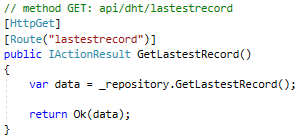 // method GET: api/dht/lastestrecord
[HttpGet]
[Route("lastestrecord")]
public IActionResult GetLastestRecord()
{
    var data = _repository.GetLastestRecord();
    return Ok(data);
}